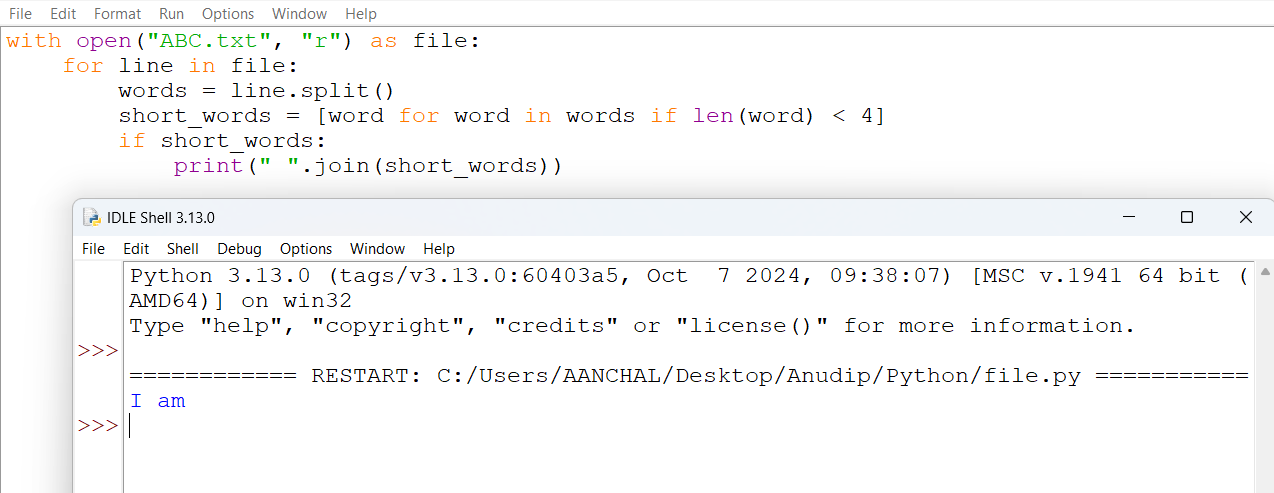 File Edit Format Run Options Window Help
with open("ABC.txt", "r") as file:
    for line in file:
        words = line.split()
        short_words = [word for word in words if len(word) < 4]
        if short_words:
            print(" ".join(short_words))
IDLE Shell 3.13.0
File Edit Shell Debug Options Window Help
Python 3.13.0 (tags/v3.13.0:60403a5, Oct  7 2024, 09:38:07) [MSC v.1941 64 bit (
AMD64)] on win32
Type "help", "copyright", "credits" or "license()" for more information.
>>>
============ RESTART: C:/Users/AANCHAL/Desktop/Anudip/Python/file.py ===========
I am
>>>